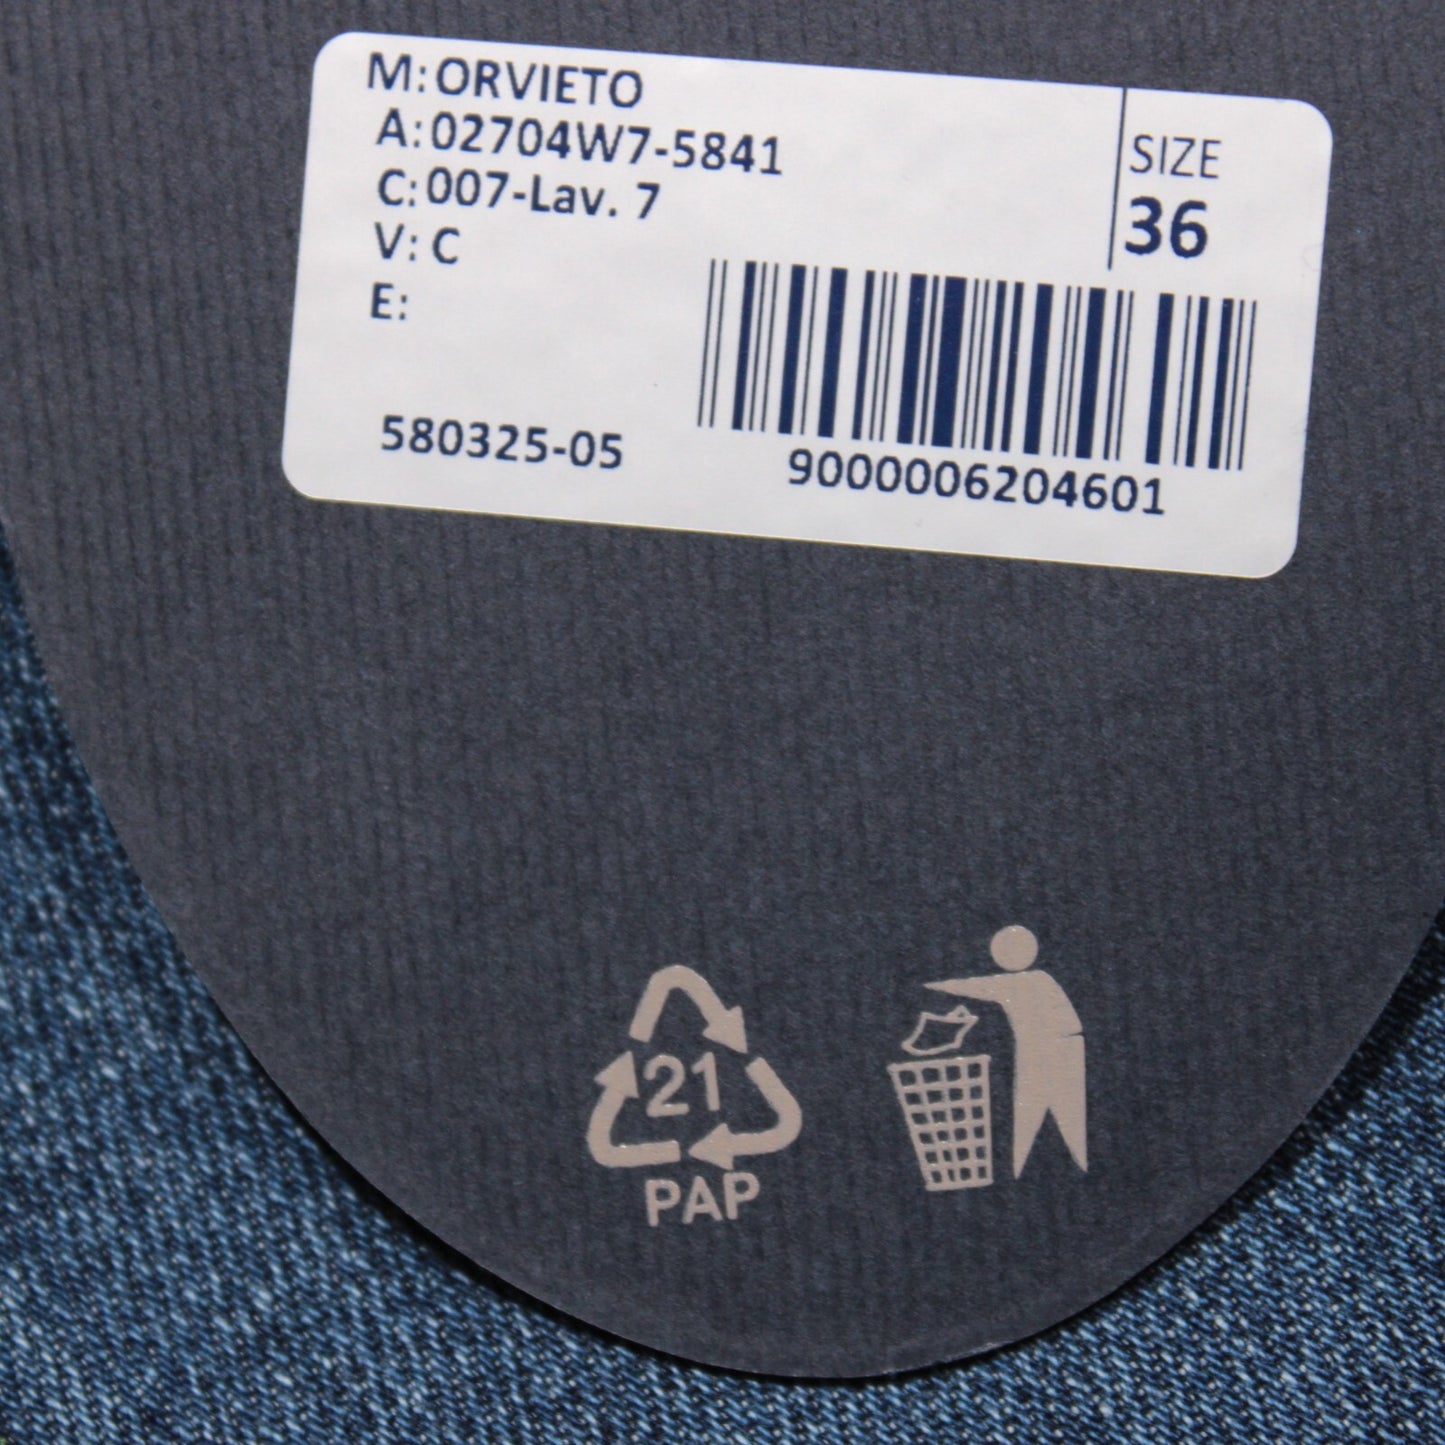 M: ORVIETO
A: 02704W7-5841
C: 007-Lav. 7
V: C
E:
SIZE
36
580325-05
9000006204601
21
PAP